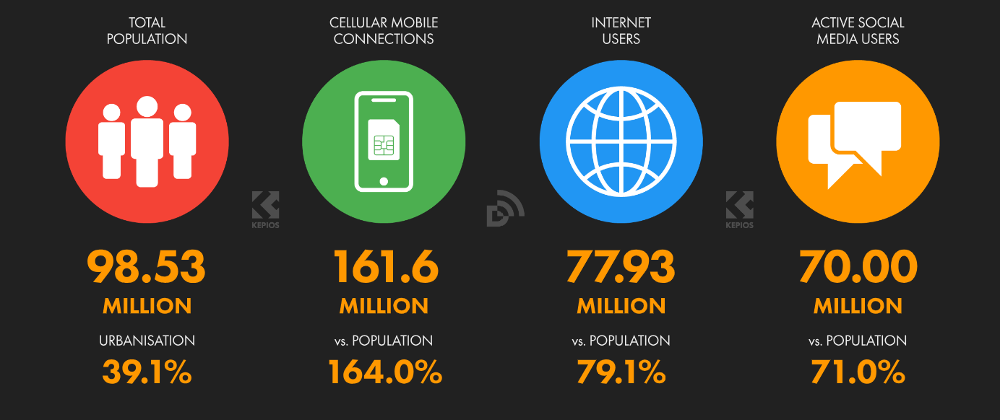 TOTAL
POPULATION
CELLULAR MOBILE
CONNECTIONS
INTERNET
USERS
ACTIVE SOCIAL
MEDIA USERS
KEPIOS
KEPIOS
98.53
MILLION
URBANISATION
39.1%
161.6
MILLION
vs. POPULATION
164.0%
77.93
MILLION
vs. POPULATION
79.1%
70.00
MILLION
vs. POPULATION
71.0%